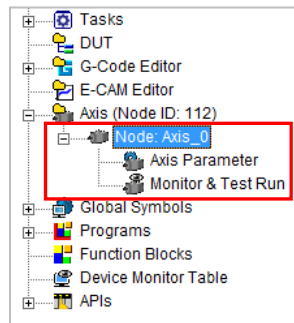 Tasks
DUT
G-Code Editor
E-CAM Editor
Axis (Node ID: 112)
Node: Axis_0
Axis Parameter
Monitor & Test Run
Global Symbols
Programs
Function Blocks
Device Monitor Table
APIs